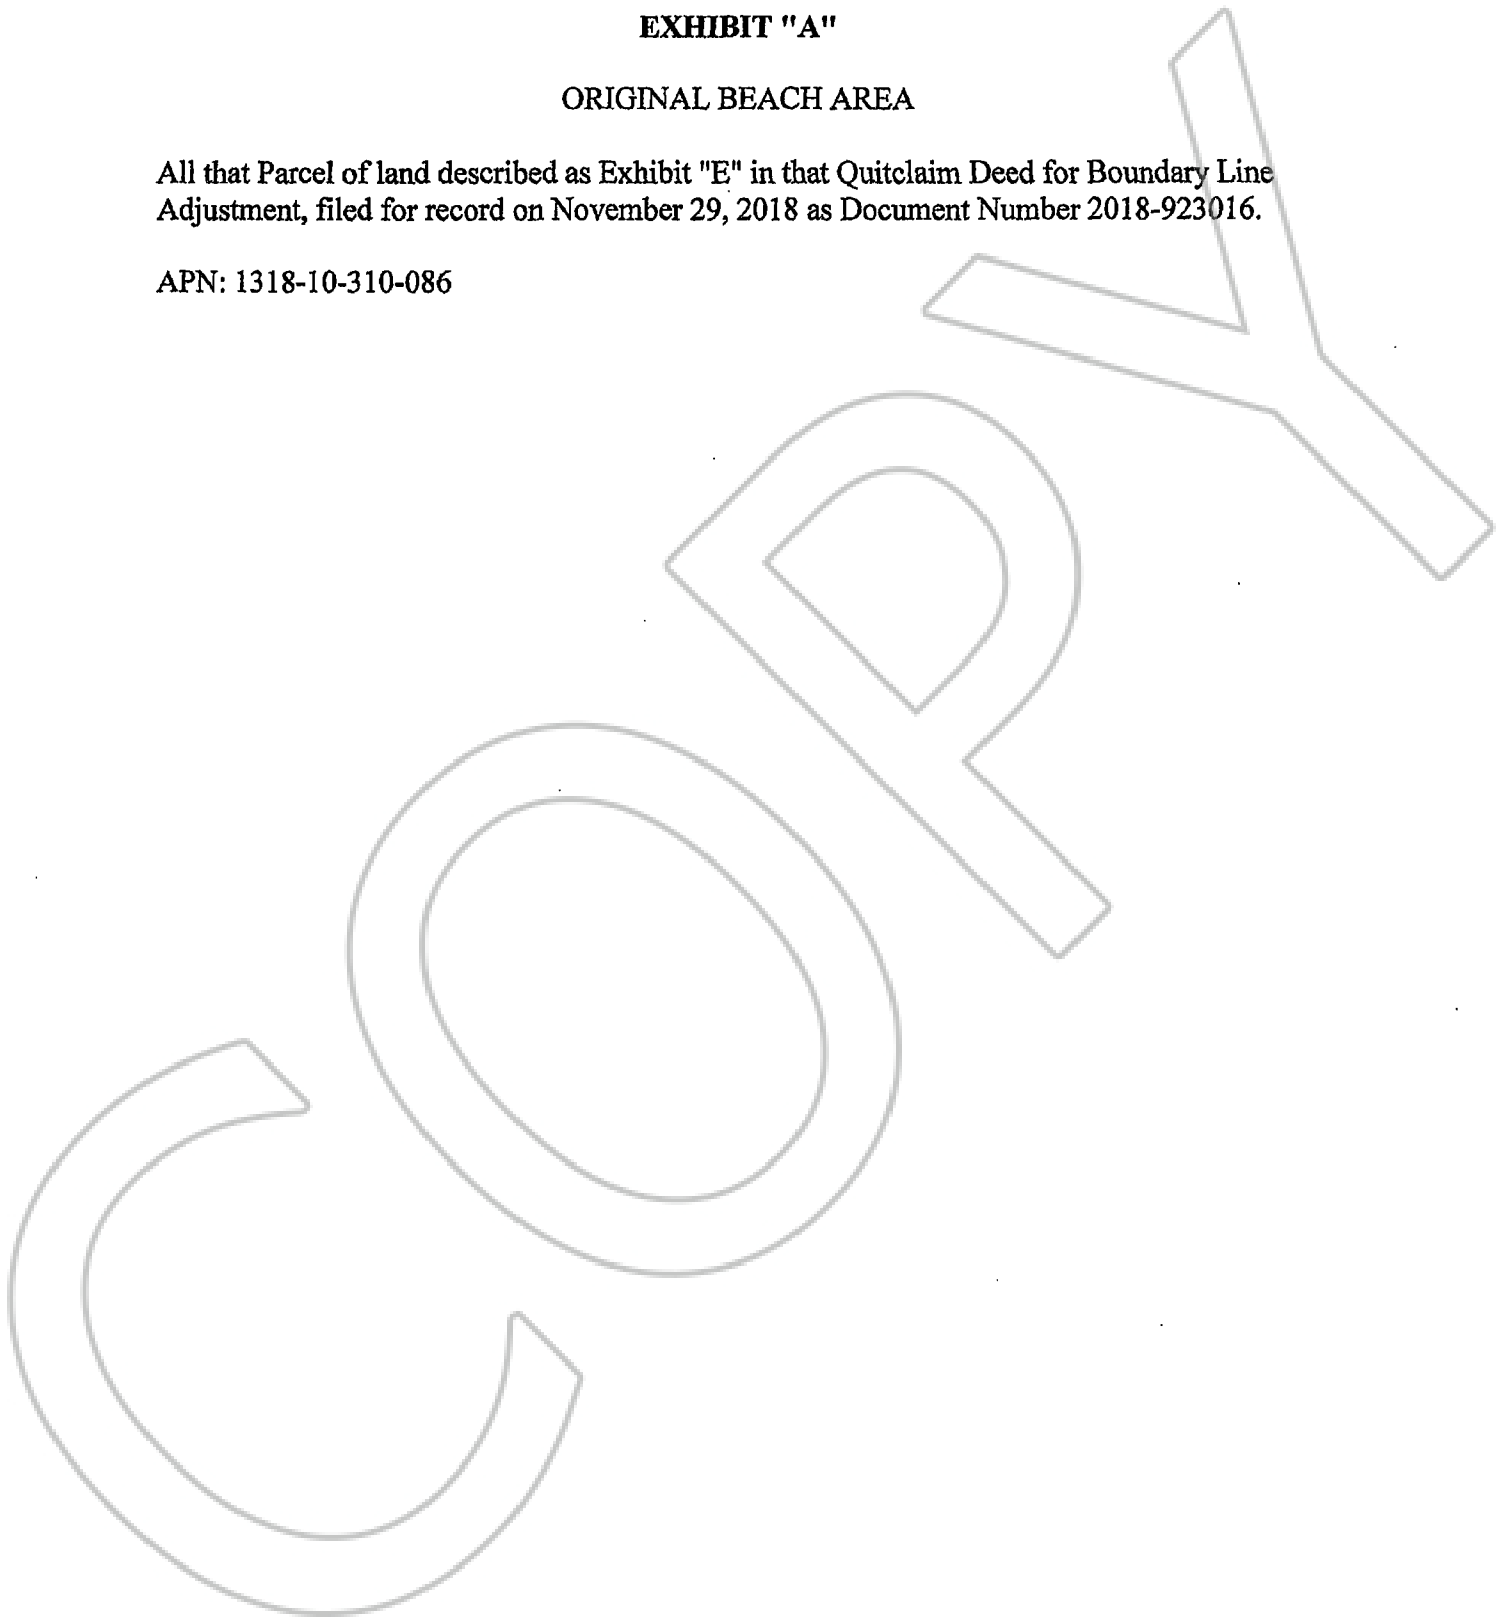 EXHIBIT "A"
ORIGINAL BEACH AREA
All that Parcel of land described as Exhibit "E" in that Quitclaim Deed for Boundary Line
Adjustment, filed for record on November 29, 2018 as Document Number 2018-923016.
APN: 1318-10-310-086
COPY